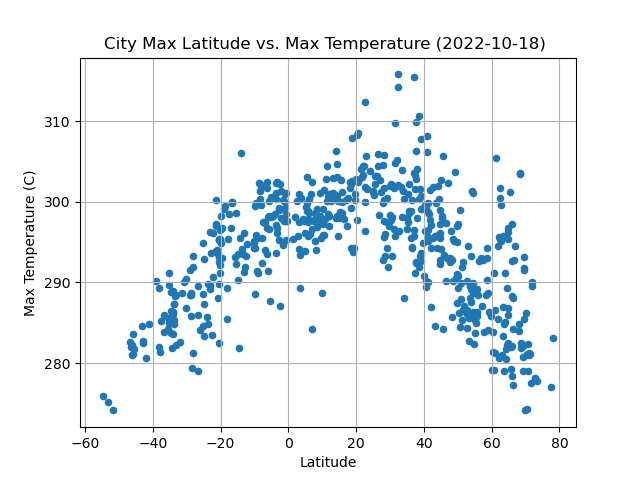 City Max Latitude vs. Max Temperature (2022-10-18)
Max Temperature (C)
310
300
290
280
−60 −40 −20 0 20 40 60 80
Latitude